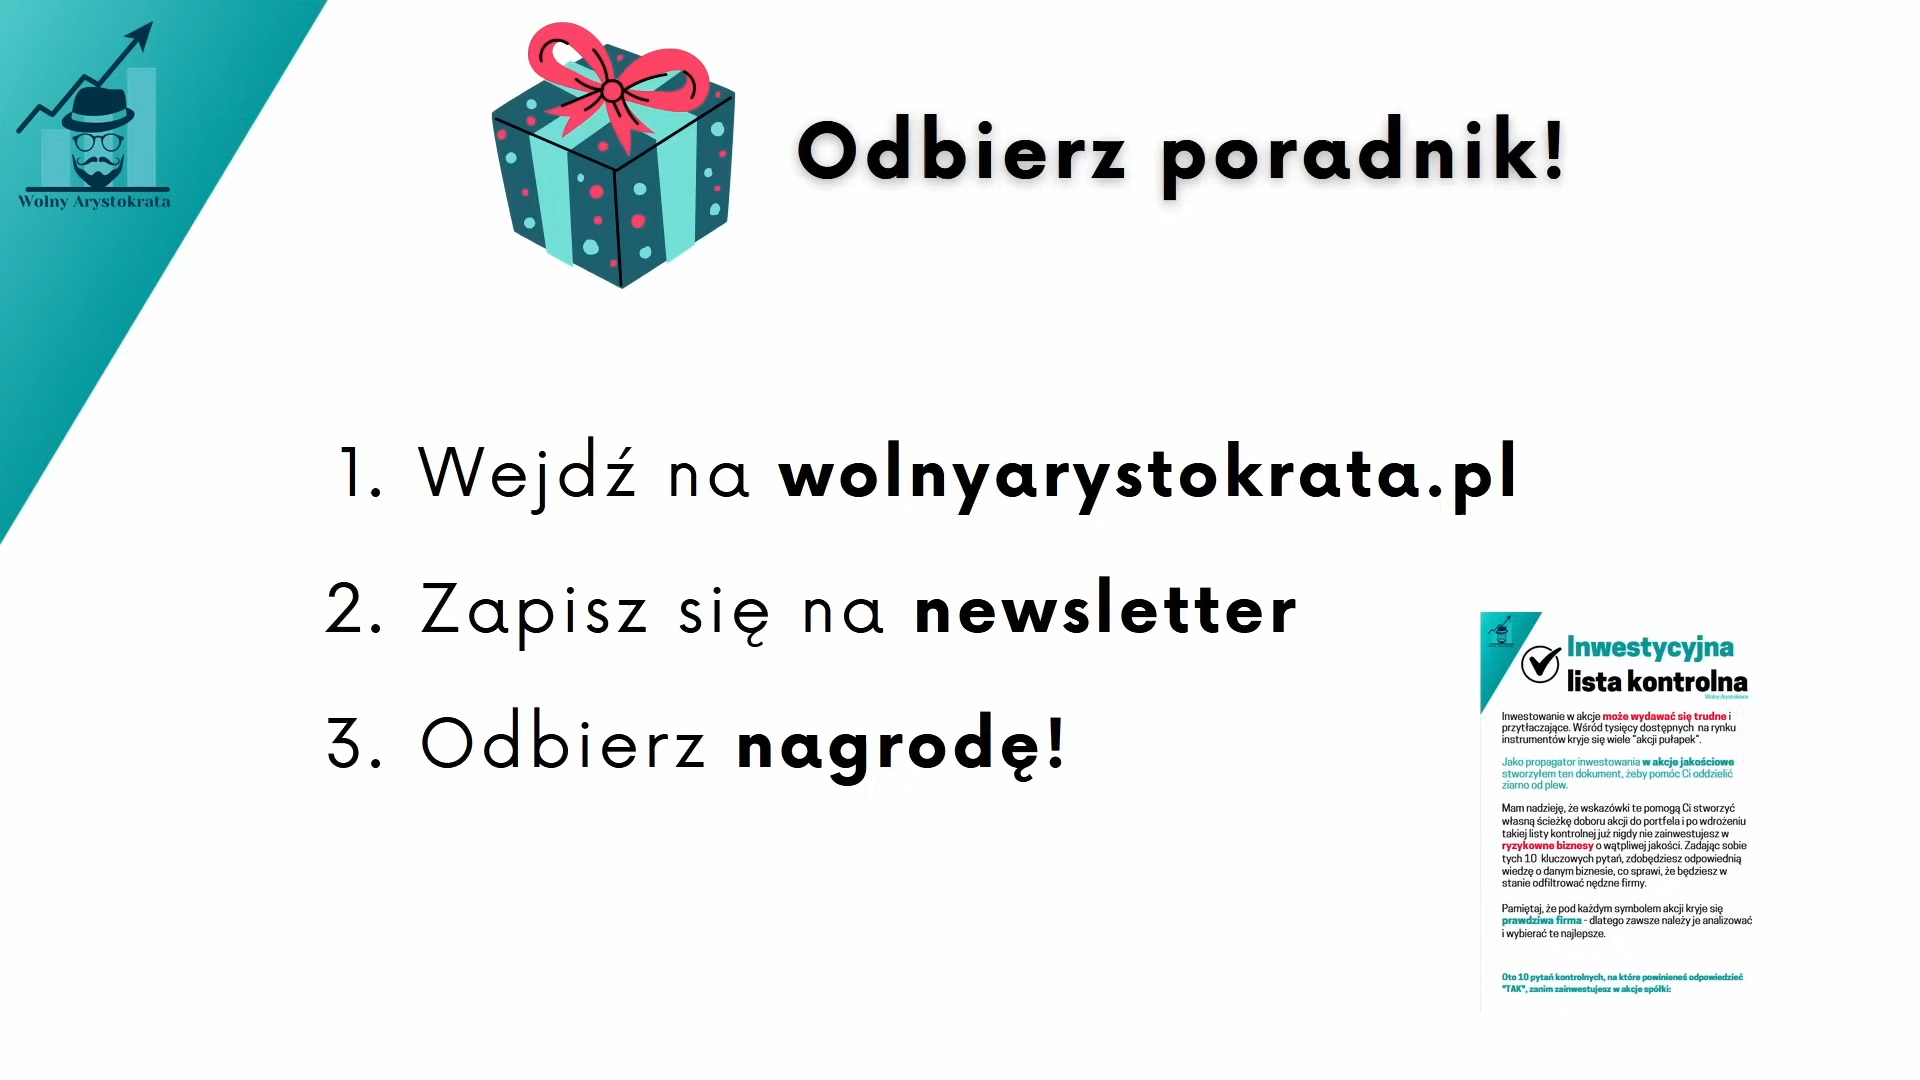 Wolny Arystokrata
Odbierz poradnik!
1. Wejdź na wolnyarystokrata.pl
2. Zapisz się na newsletter
3. Odbierz nagrodę!
Inwestycyjna
lista kontrolna
Wolny Arystokrata
Inwestowanie w akcje może wydawać się trudne i
przytłaczające. Wśród tysięcy dostępnych na rynku
instrumentów kryje się wiele "akcji pułapek".
Jako propagator inwestowania w akcje jakościowe
stworzyłem ten dokument, żeby pomóc Ci oddzielić
ziarno od plew.
Mam nadzieję, że wskazówki te pomogą Ci stworzyć
własną ścieżkę doboru akcji do portfela i po wdrożeniu
takiej listy kontrolnej już nigdy nie zainwestujesz w
ryzykowne biznesy o wątpliwej jakości. Zadając sobie
tych 10 kluczowych pytań, zdobędziesz odpowiednią
wiedzę o danym biznesie, co sprawi, że będziesz w
stanie odfiltrować nędzne firmy.
Pamiętaj, że pod każdym symbolem akcji kryje się
prawdziwa firma - dlatego zawsze należy je analizować
i wybierać te najlepsze.
Oto 10 pytań kontrolnych, na które powinieneś odpowiedzieć
"TAK", zanim zainwestujesz w akcje spółki: